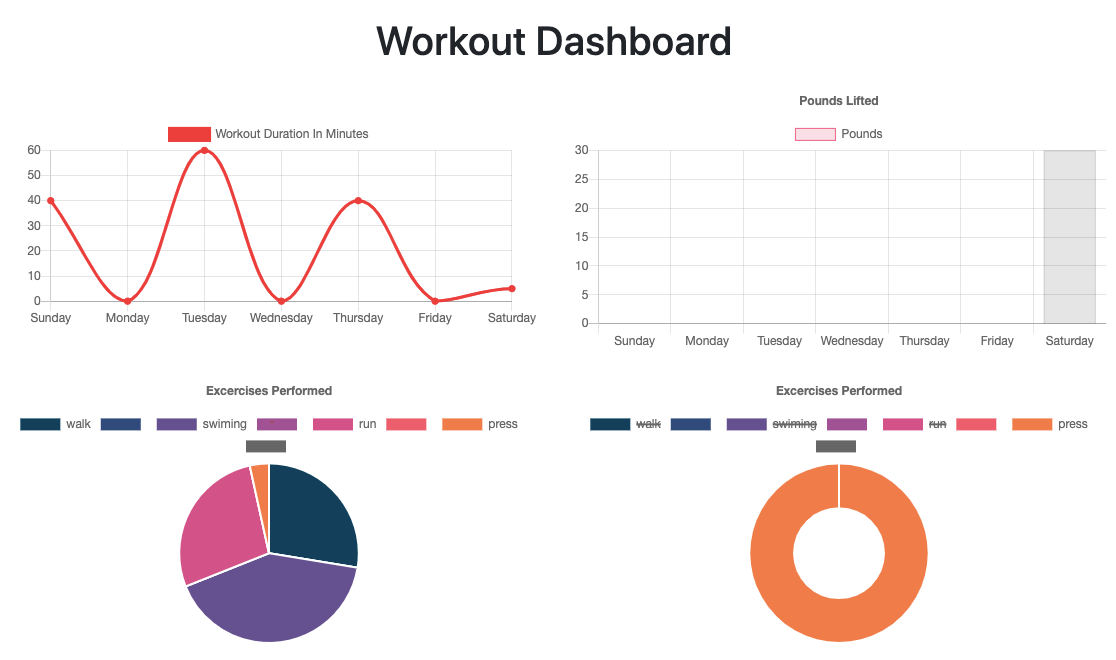 Workout Dashboard
Workout Duration In Minutes
60
50
40
30
20
10
0
Sunday Monday Tuesday Wednesday Thursday Friday Saturday
Pounds Lifted
Pounds
30
25
20
15
10
5
0
Sunday Monday Tuesday Wednesday Thursday Friday Saturday
Excercises Performed
walk swiming run press
Excercises Performed
walk swiming run press